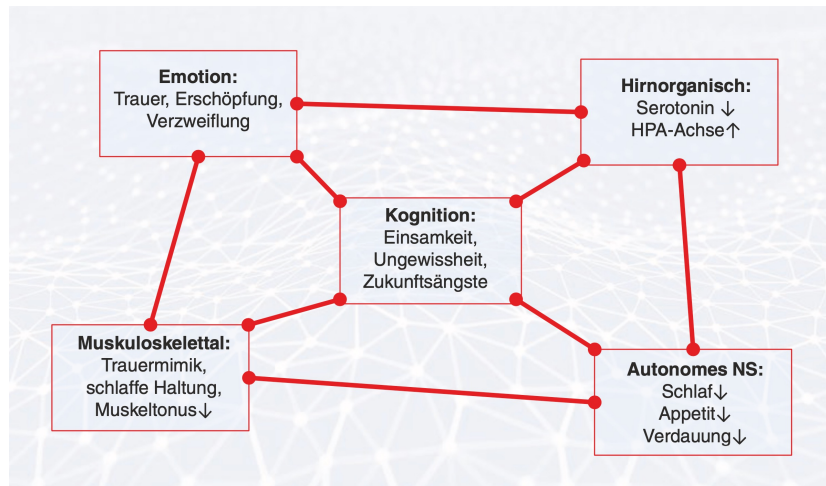 Emotion:
Trauer, Erschöpfung,
Verzweiflung
Hirnorganisch:
Serotonin ↓
HPA-Achse↑
Kognition:
Einsamkeit,
Ungewissheit,
Zukunftsängste
Muskuloskelettal:
Trauermimik,
schlaffe Haltung,
Muskeltonus↓
Autonomes NS:
Schlaf↓
Appetit↓
Verdauung↓